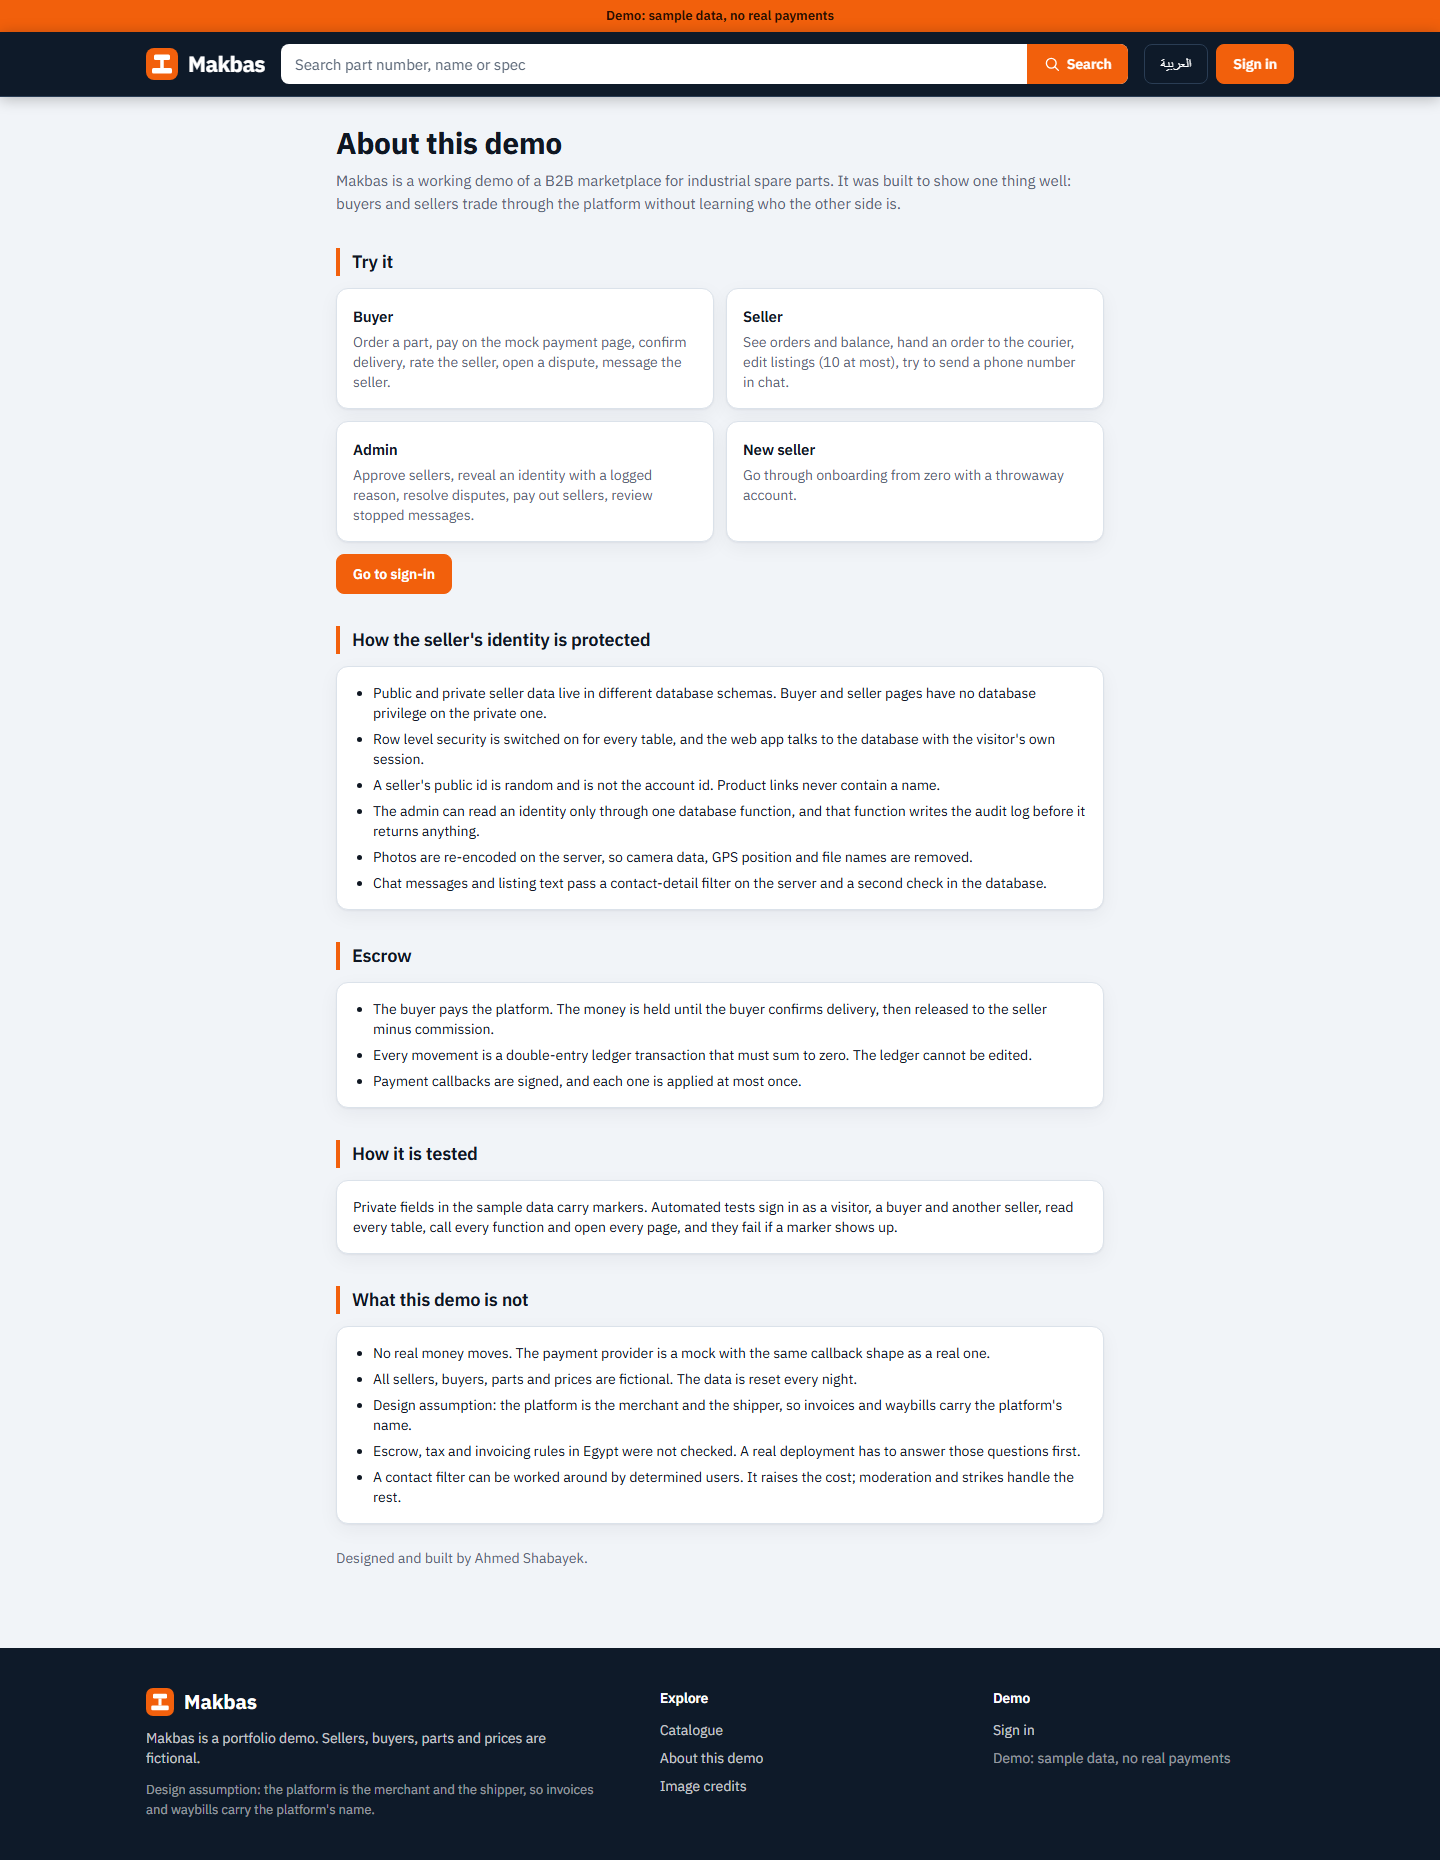 Demo: sample data, no real payments
Makbas
Search part number, name or spec
Search
العربية
Sign in
About this demo
Makbas is a working demo of a B2B marketplace for industrial spare parts. It was built to show one thing well:
buyers and sellers trade through the platform without learning who the other side is.
Try it
Buyer
Order a part, pay on the mock payment page, confirm
delivery, rate the seller, open a dispute, message the
seller.
Seller
See orders and balance, hand an order to the courier,
edit listings (10 at most), try to send a phone number
in chat.
Admin
Approve sellers, reveal an identity with a logged
reason, resolve disputes, pay out sellers, review
stopped messages.
New seller
Go through onboarding from zero with a throwaway
account.
Go to sign-in
How the seller's identity is protected
• Public and private seller data live in different database schemas. Buyer and seller pages have no database
privilege on the private one.
• Row level security is switched on for every table, and the web app talks to the database with the visitor's own
session.
• A seller's public id is random and is not the account id. Product links never contain a name.
• The admin can read an identity only through one database function, and that function writes the audit log before it
returns anything.
• Photos are re-encoded on the server, so camera data, GPS position and file names are removed.
• Chat messages and listing text pass a contact-detail filter on the server and a second check in the database.
Escrow
• The buyer pays the platform. The money is held until the buyer confirms delivery, then released to the seller
minus commission.
• Every movement is a double-entry ledger transaction that must sum to zero. The ledger cannot be edited.
• Payment callbacks are signed, and each one is applied at most once.
How it is tested
Private fields in the sample data carry markers. Automated tests sign in as a visitor, a buyer and another seller, read
every table, call every function and open every page, and they fail if a marker shows up.
What this demo is not
• No real money moves. The payment provider is a mock with the same callback shape as a real one.
• All sellers, buyers, parts and prices are fictional. The data is reset every night.
• Design assumption: the platform is the merchant and the shipper, so invoices and waybills carry the platform's
name.
• Escrow, tax and invoicing rules in Egypt were not checked. A real deployment has to answer those questions first.
• A contact filter can be worked around by determined users. It raises the cost; moderation and strikes handle the
rest.
Designed and built by Ahmed Shabayek.
Makbas
Makbas is a portfolio demo. Sellers, buyers, parts and prices are
fictional.
Design assumption: the platform is the merchant and the shipper, so invoices
and waybills carry the platform's name.
Explore
Catalogue
About this demo
Image credits
Demo
Sign in
Demo: sample data, no real payments